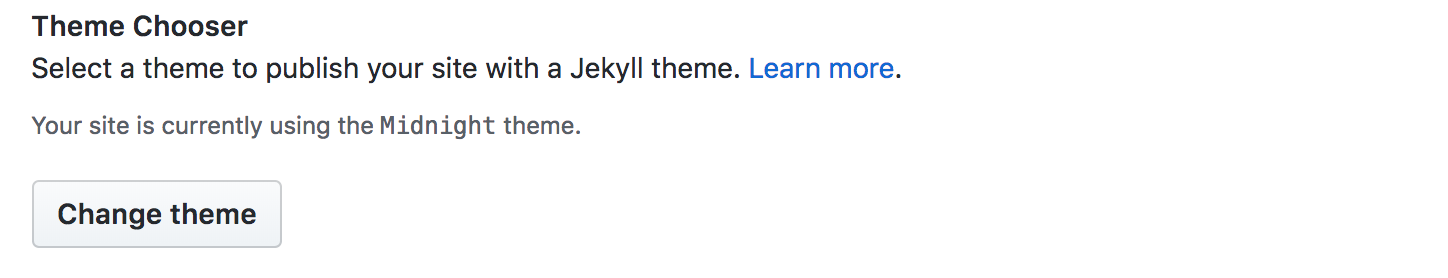 Theme Chooser
Select a theme to publish your site with a Jekyll theme. Learn more.
Your site is currently using the Midnight theme.
Change theme